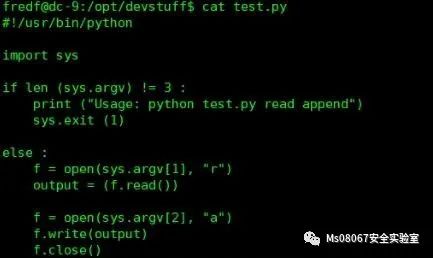 fredf@dc-9:/opt/devstuff$ cat test.py
#!/usr/bin/python

import sys

if len (sys.argv) != 3 :
    print ("Usage: python test.py read append")
    sys.exit (1)

else :
    f = open(sys.argv[1], "r")
    output = (f.read())

    f = open(sys.argv[2], "a")
    f.write(output)
    f.close()
Ms08067安全实验室